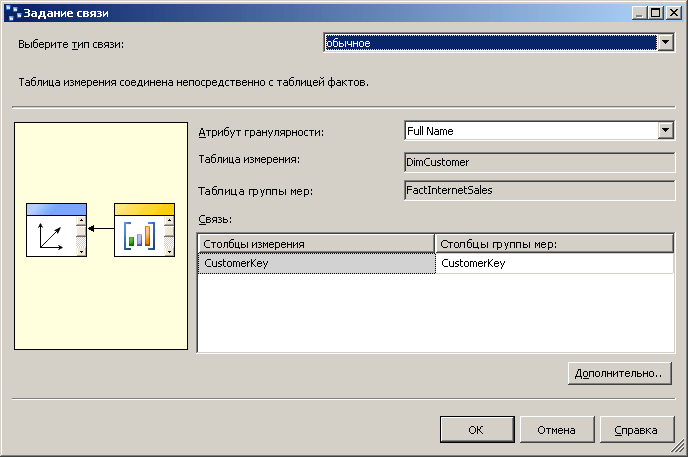 Задание связи
Выберите тип связи:
обычное
Таблица измерения соединена непосредственно с таблицей фактов.
Атрибут гранулярности:
Full Name
Таблица измерения:
DimCustomer
Таблица группы мер:
FactInternetSales
Связь:
Столбцы измерения
Столбцы группы мер:
CustomerKey
CustomerKey
Дополнительно..
ОК
Отмена
Справка